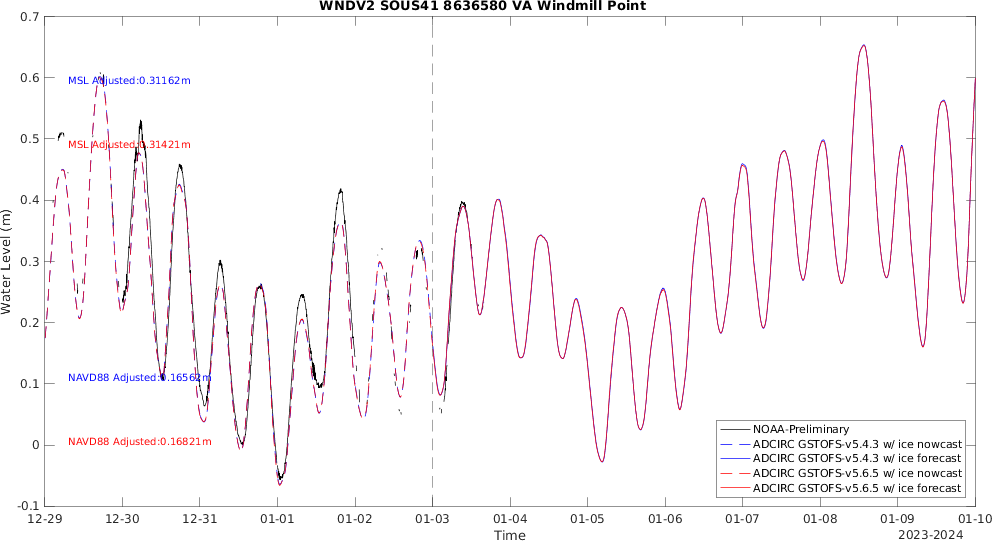 WNDV2 SOUS41 8636580 VA Windmill Point
0.7
0.6
0.5
0.4
0.3
0.2
0.1
0
-0.1
Water Level (m)
MSL Adjusted:0.31162m
MSL Adjusted:0.31421m
NAVD88 Adjusted:0.16562m
NAVD88 Adjusted:0.16821m
NOAA-Preliminary
ADCIRC GSTOFS-v5.4.3 w/ ice nowcast
ADCIRC GSTOFS-v5.4.3 w/ ice forecast
ADCIRC GSTOFS-v5.6.5 w/ ice nowcast
ADCIRC GSTOFS-v5.6.5 w/ ice forecast
12-29 12-30 12-31 01-01 01-02 01-03 01-04 01-05 01-06 01-07 01-08 01-09 01-10
Time
2023-2024